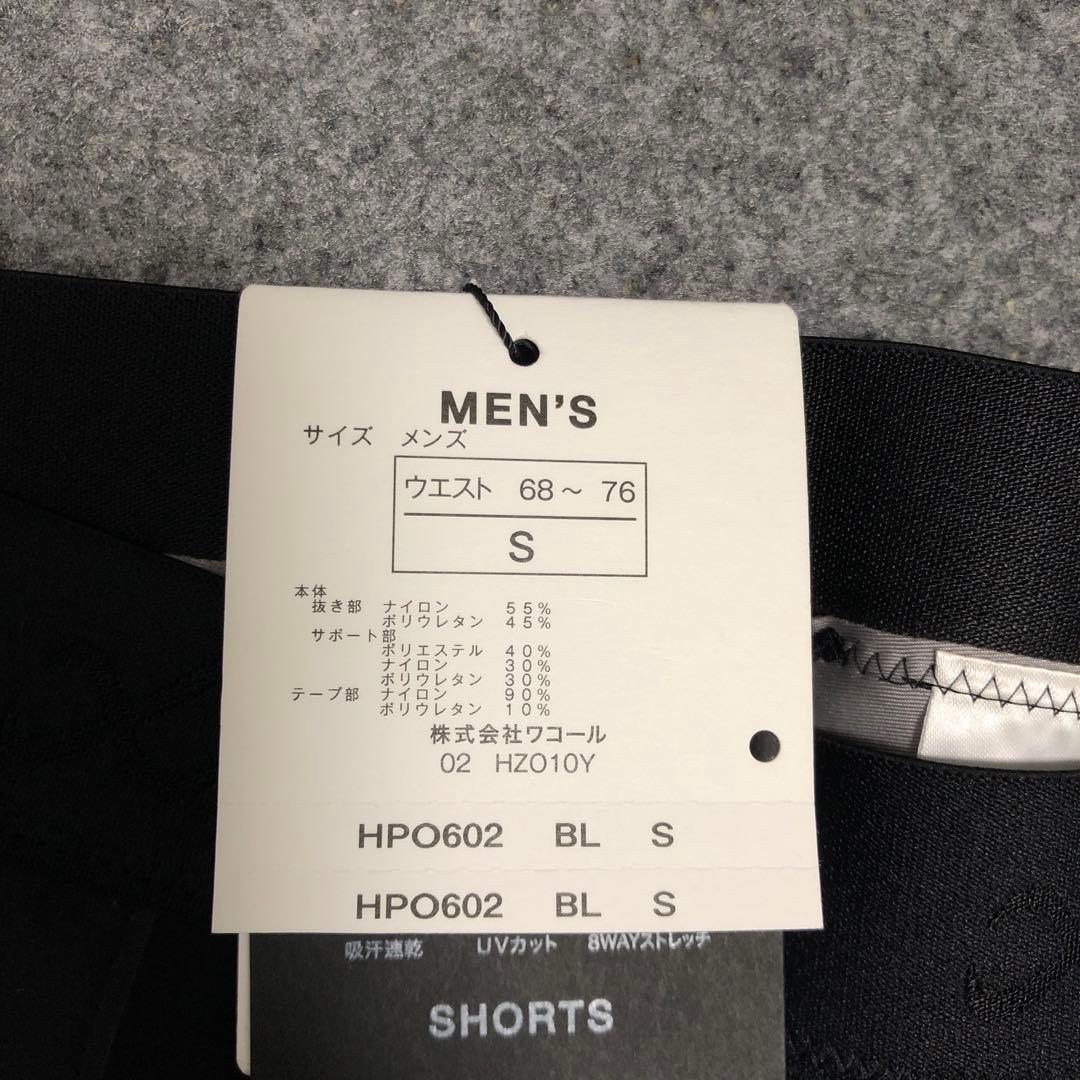 MEN'S
サイズ メンズ
ウエスト 68～ 76
S
本体
抜き部 ナイロン 55%
ポリウレタン 45%
サポート部
ポリエステル 40%
ナイロン 30%
ポリウレタン 30%
テープ部 ナイロン 90%
ポリウレタン 10%
株式会社ワコール
02 HZO10Y
HPO602 BL S
HPO602 BL S
吸汗速乾 UVカット 8WAYストレッチ
SHORTS